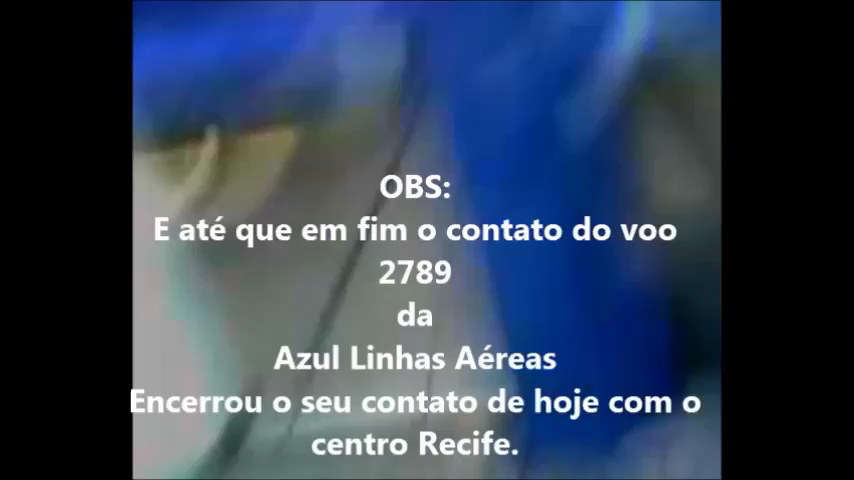 OBS:
E até que em fim o contato do voo
2789
da
Azul Linhas Aéreas
Encerrou o seu contato de hoje com o
centro Recife.